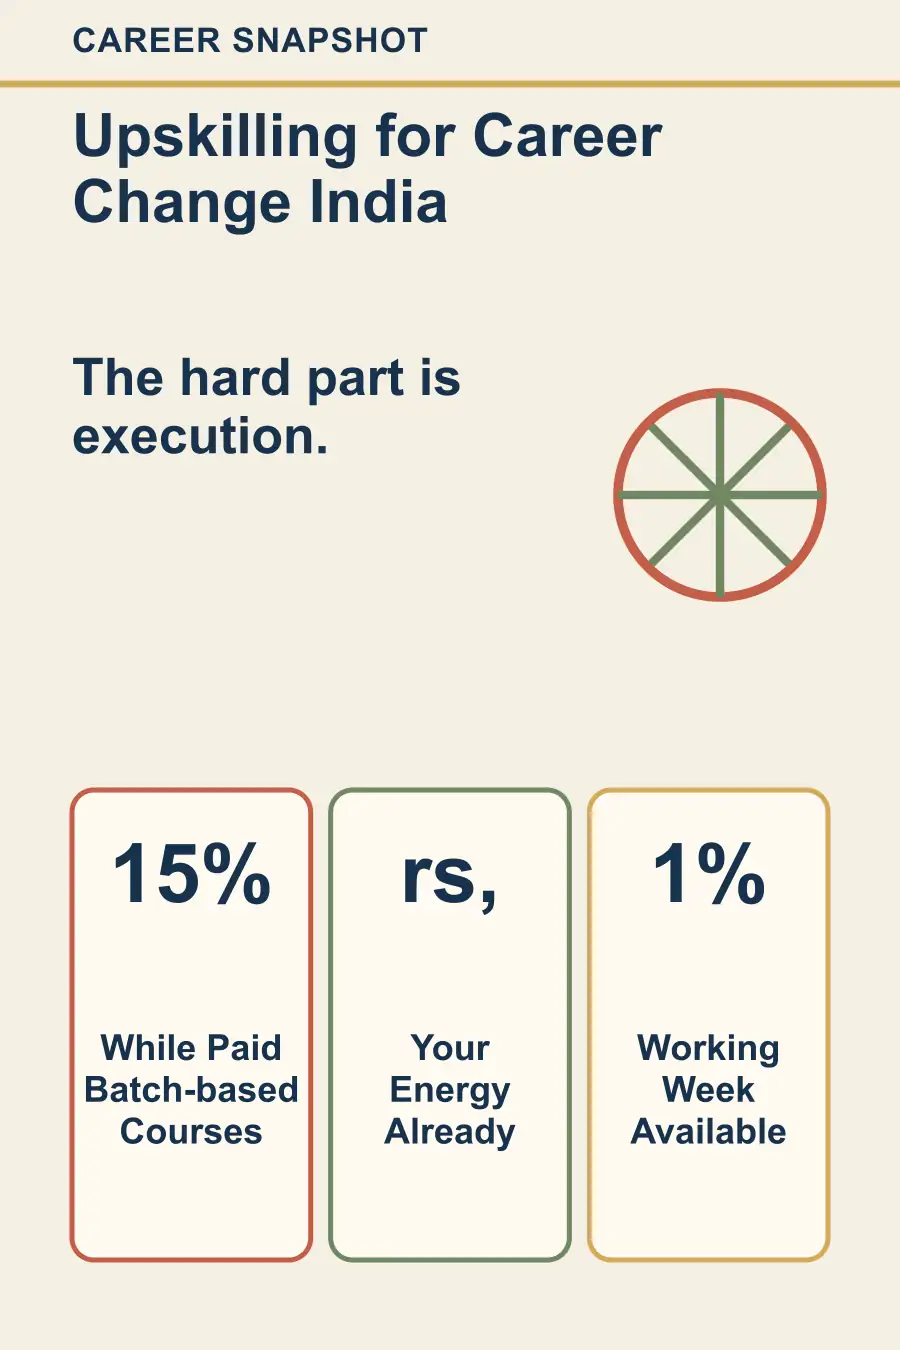 CAREER SNAPSHOT
Upskilling for Career
Change India
The hard part is
execution.
15%
While Paid
Batch-based
Courses
rs,
Your
Energy
Already
1%
Working
Week
Available